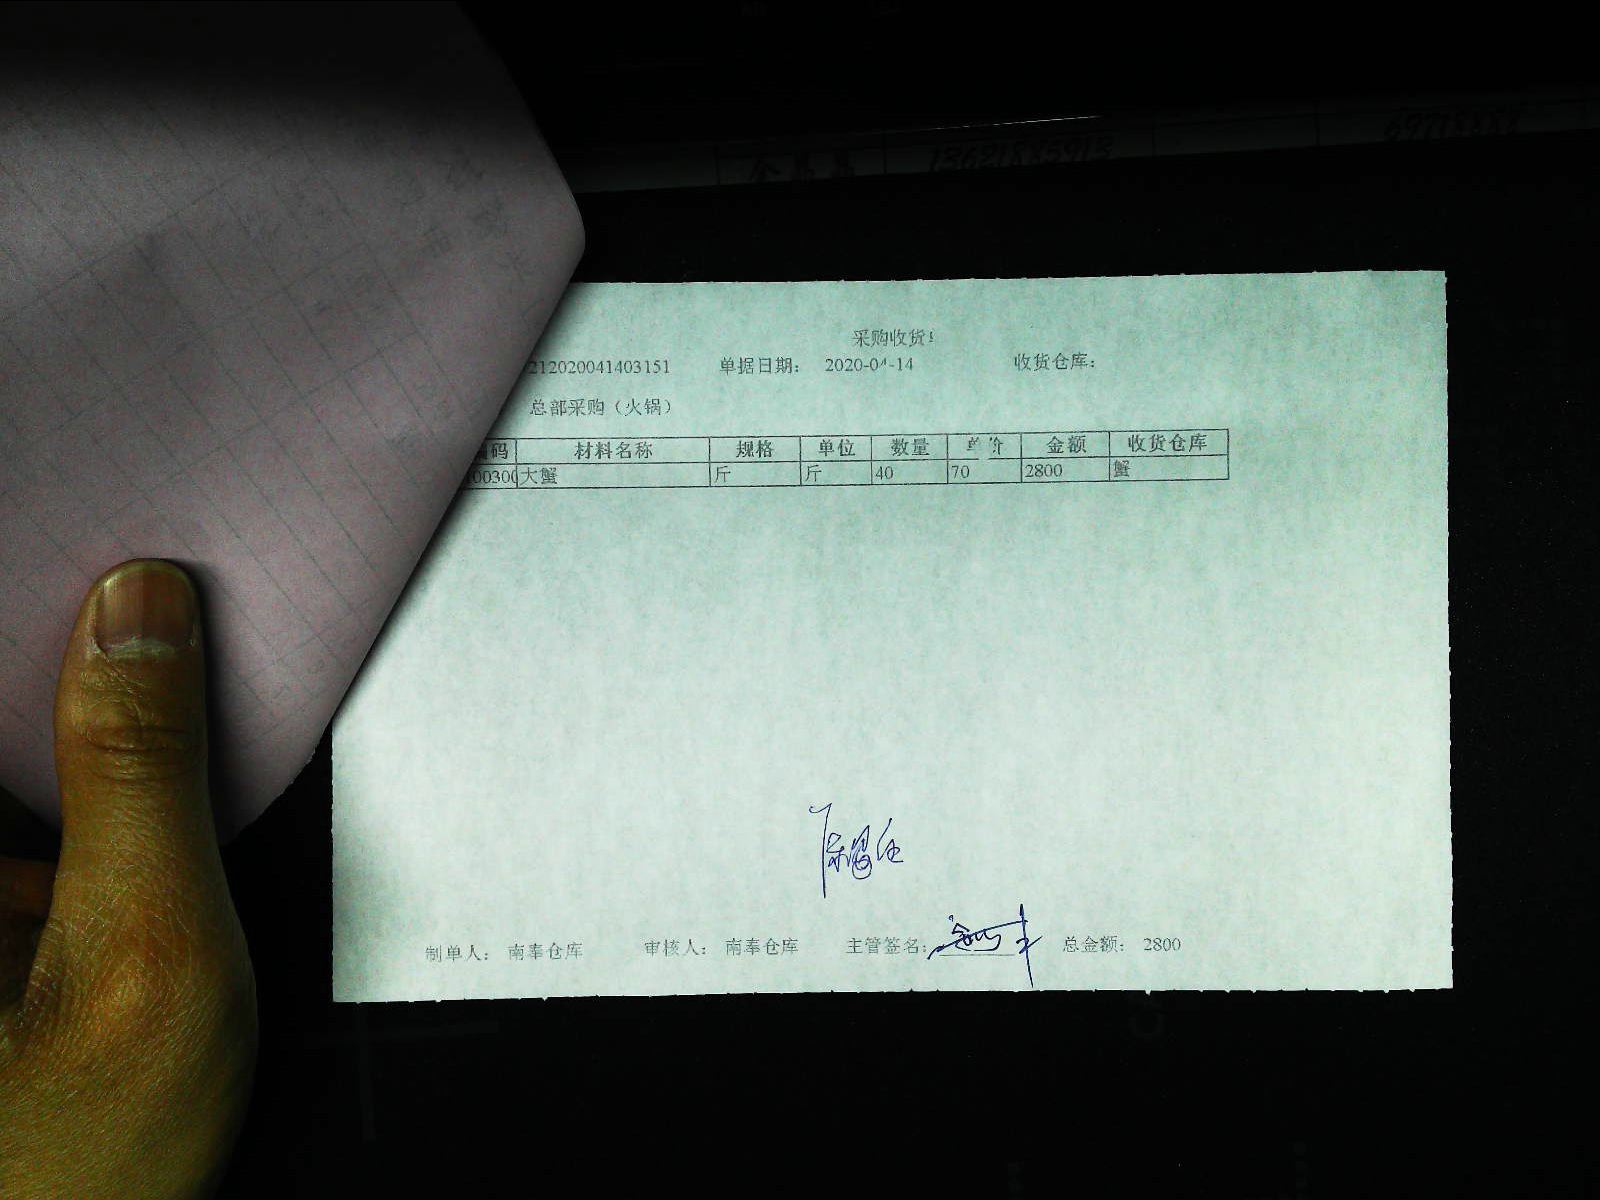 采购收货
212020041403151 单据日期： 2020-04-14 收货仓库：
总部采购（火锅）
码 材料名称 规格 单位 数量 单价 金额 收货仓库
00300 大蟹 斤 斤 40 70 2800 蟹
制单人： 南奉仓库 审核人： 南奉仓库 主管签名： 总金额： 2800